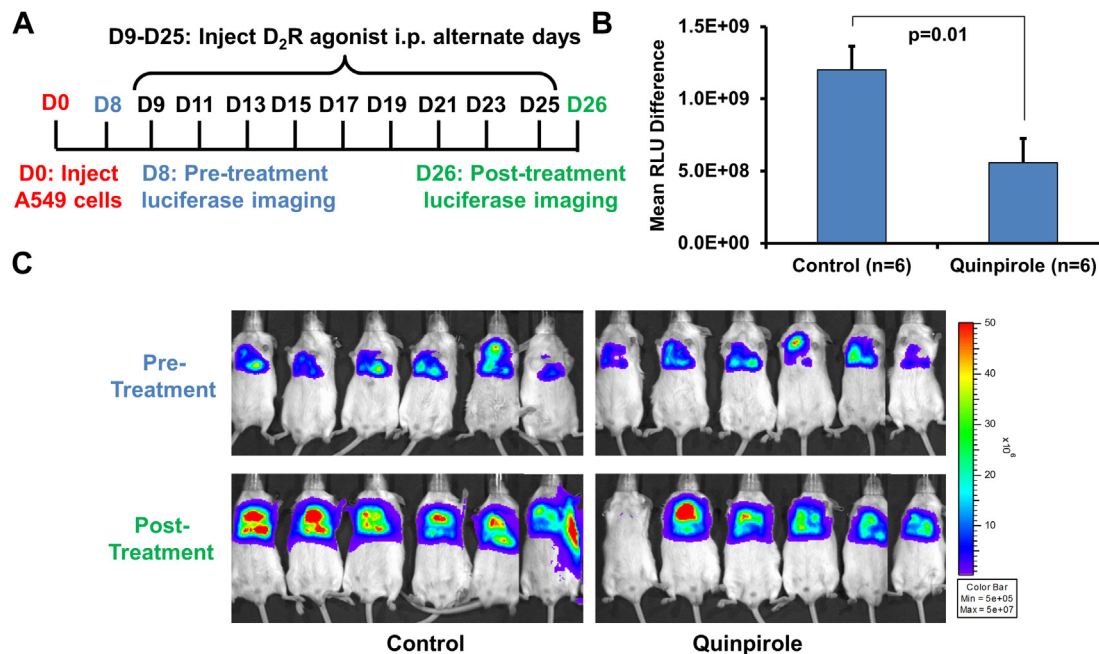 A
D9-D25: Inject D₂R agonist i.p. alternate days
D0 D8 D9 D11 D13 D15 D17 D19 D21 D23 D25 D26
D0: Inject
A549 cells
D8: Pre-treatment
luciferase imaging
D26: Post-treatment
luciferase imaging
B
Mean RLU Difference
1.5E+09
1.0E+09
5.0E+08
0.0E+00
p=0.01
Control (n=6)
Quinpirole (n=6)
C
Pre-
Treatment
Post-
Treatment
Control
Quinpirole
50
40
30
20
10
x10⁶
Color Bar
Min = 5e+05
Max = 5e+07